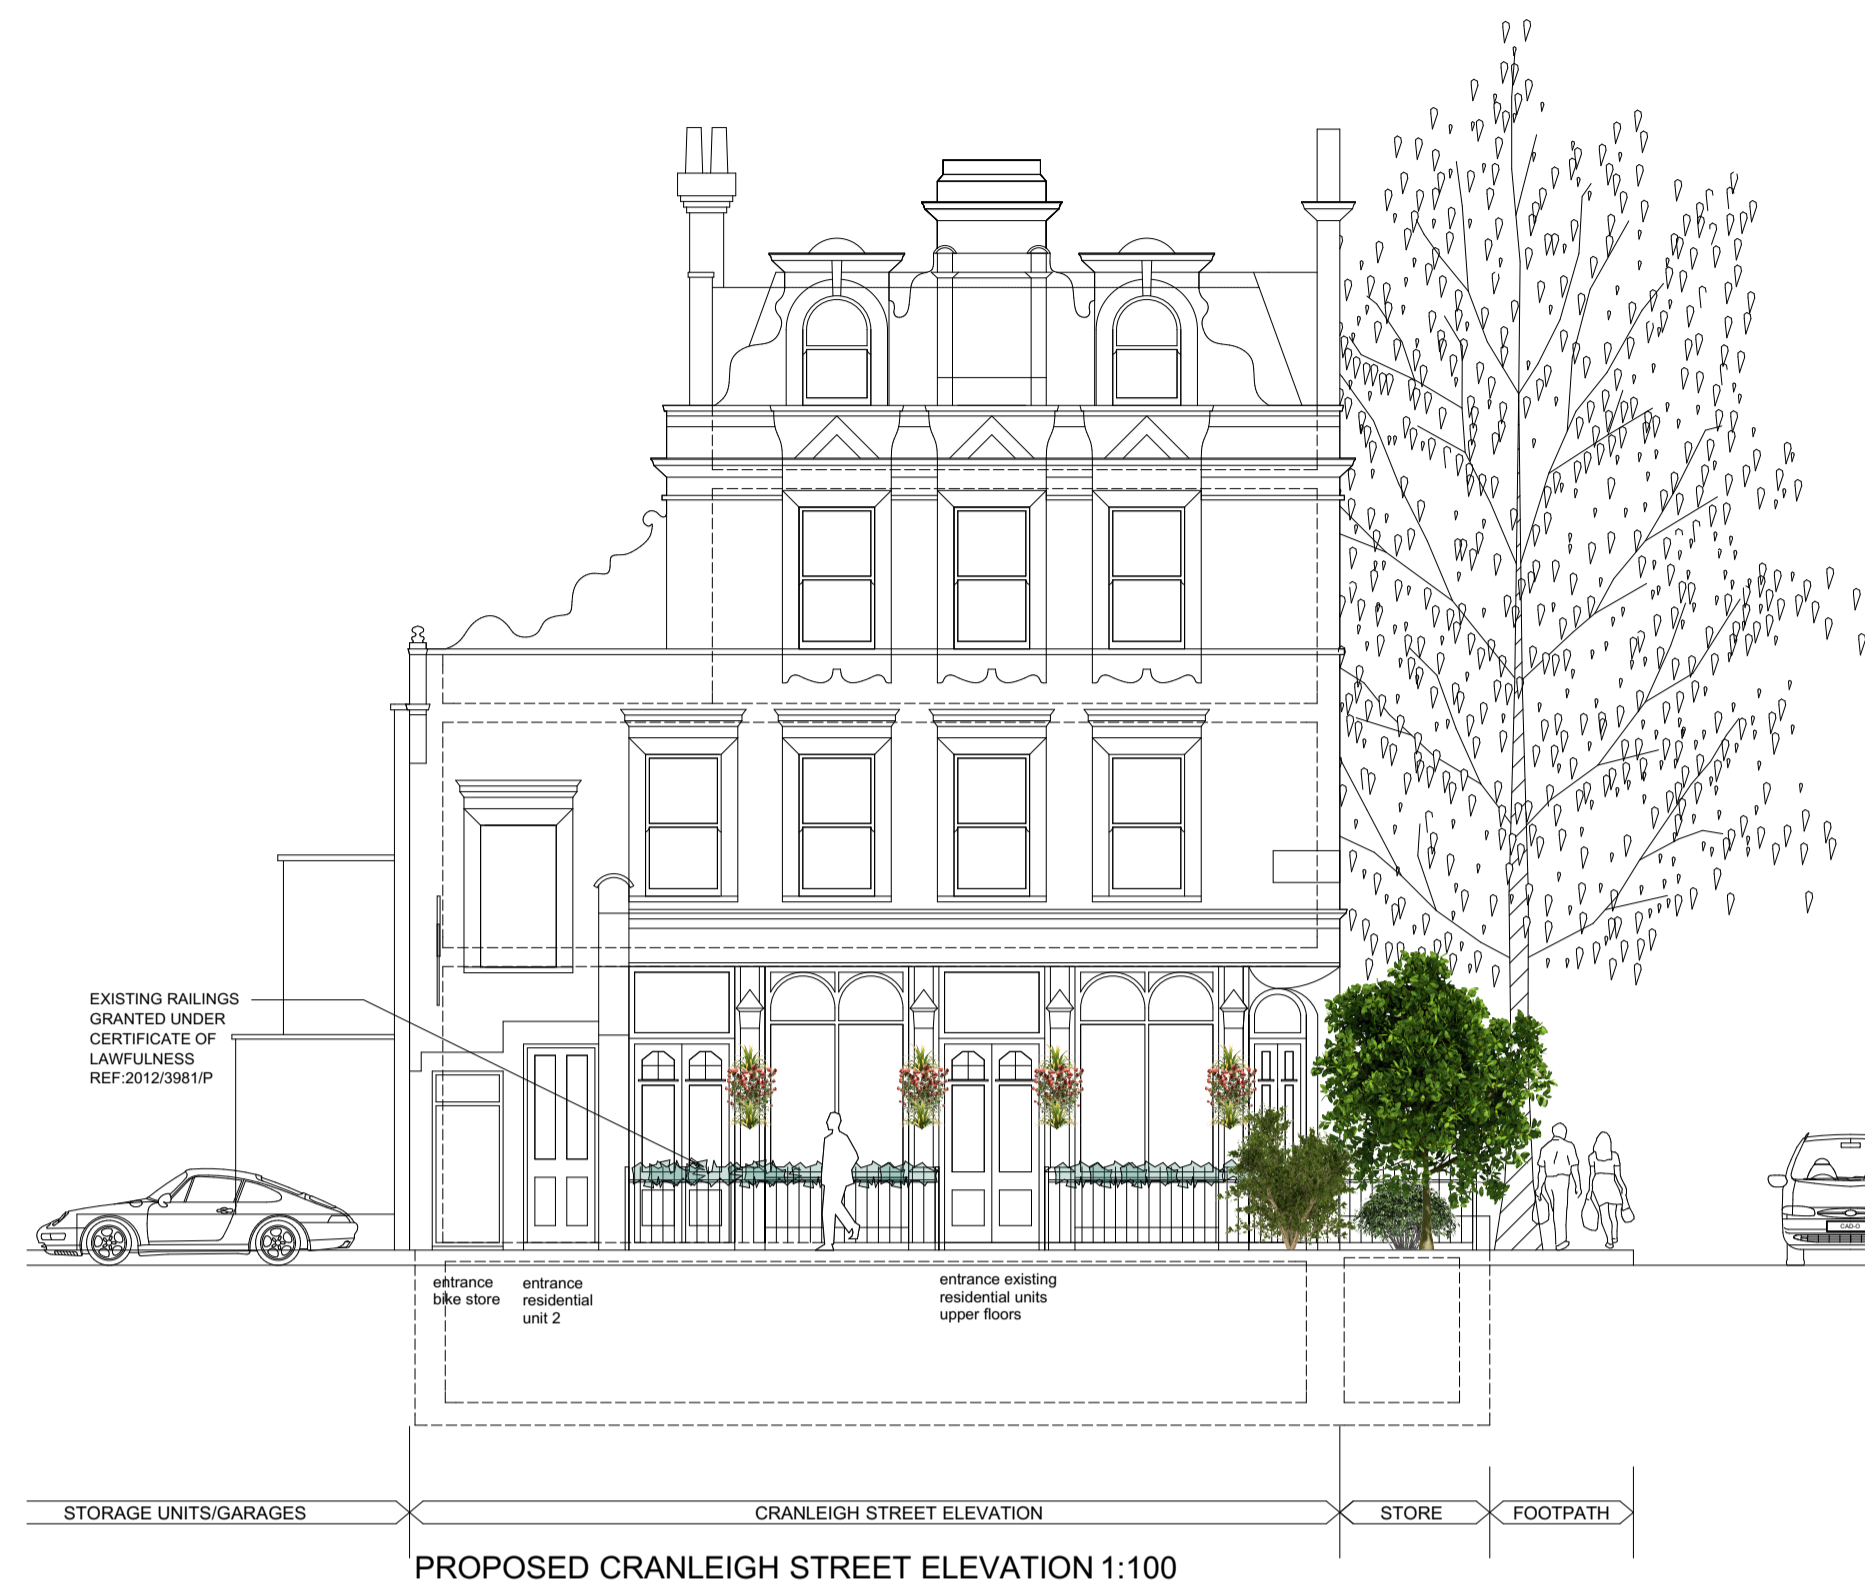 EXISTING RAILINGS
GRANTED UNDER
CERTIFICATE OF
LAWFULNESS
REF:2012/3981/P
CAD-O
entrance
bike store
entrance
residential
unit 2
entrance existing
residential units
upper floors
STORAGE UNITS/GARAGES
CRANLEIGH STREET ELEVATION
STORE
FOOTPATH
PROPOSED CRANLEIGH STREET ELEVATION 1:100